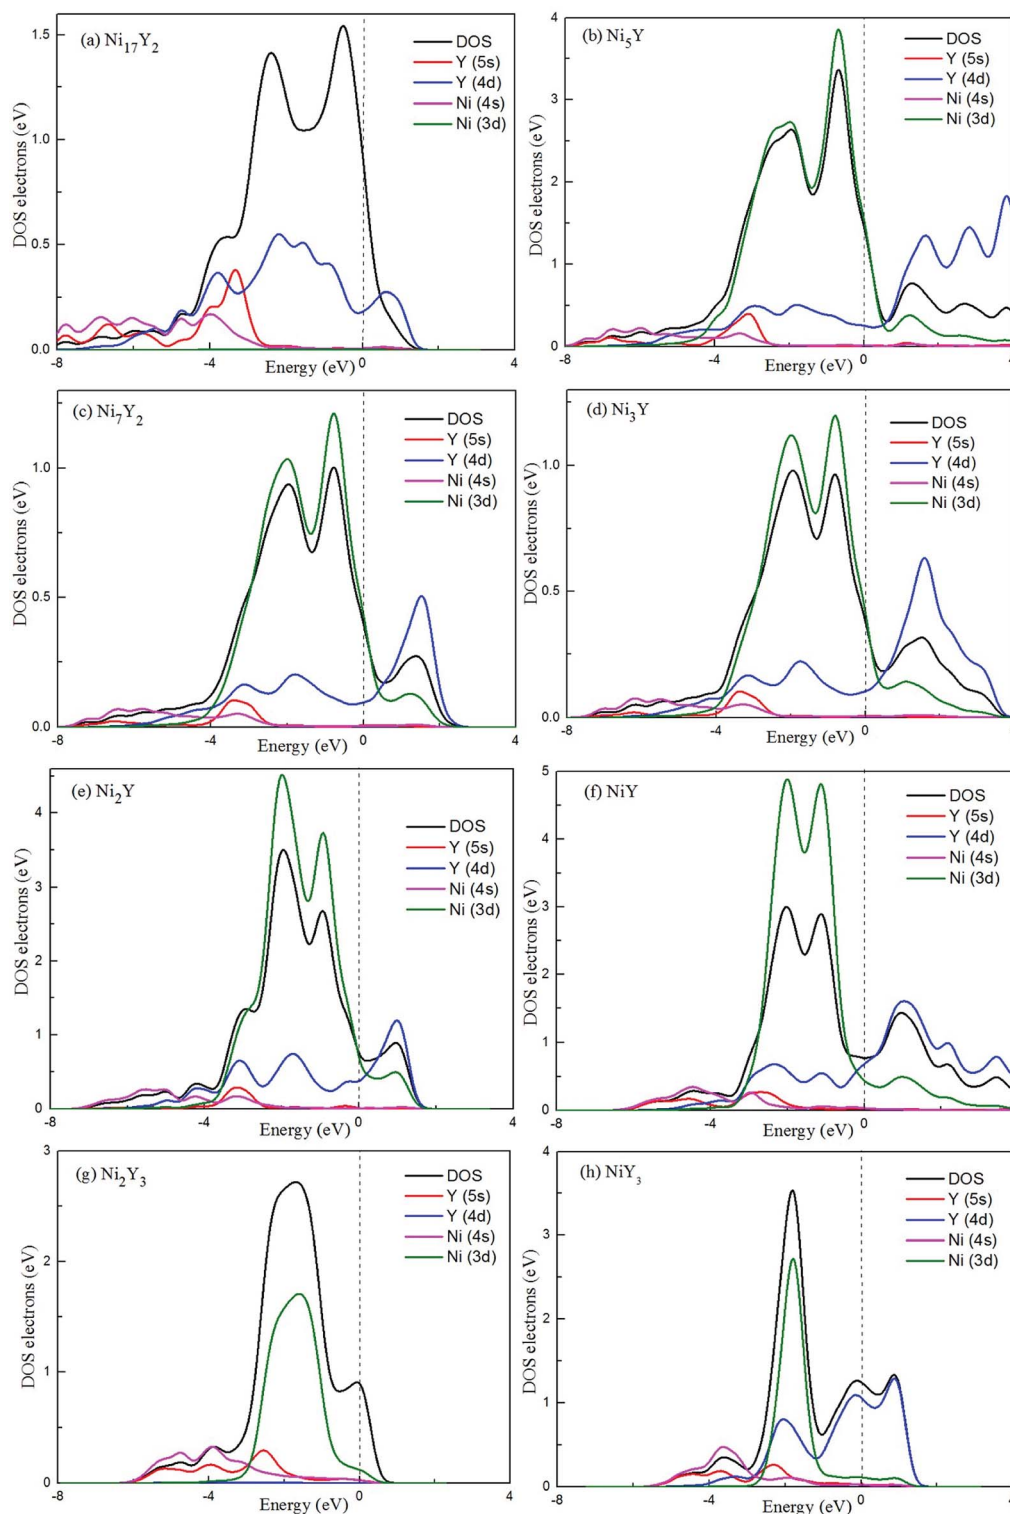 (a) Ni17Y2
DOS
Y (5s)
Y (4d)
Ni (4s)
Ni (3d)
DOS electrons (eV)
1.5
1.0
0.5
0.0
-8
-4
0
4
Energy (eV)
(b) Ni5Y
DOS
Y (5s)
Y (4d)
Ni (4s)
Ni (3d)
DOS electrons (eV)
4
3
2
1
0
-8
-4
0
4
Energy (eV)
(c) Ni7Y2
DOS
Y (5s)
Y (4d)
Ni (4s)
Ni (3d)
DOS electrons (eV)
1.0
0.5
0.0
-8
-4
0
4
Energy (eV)
(d) Ni3Y
DOS
Y (5s)
Y (4d)
Ni (4s)
Ni (3d)
DOS electrons (eV)
1.0
0.5
0.0
-8
-4
0
4
Energy (eV)
(e) Ni2Y
DOS
Y (5s)
Y (4d)
Ni (4s)
Ni (3d)
DOS electrons (eV)
4
3
2
1
0
-8
-4
0
4
Energy (eV)
(f) NiY
DOS
Y (5s)
Y (4d)
Ni (4s)
Ni (3d)
DOS electrons (eV)
5
4
3
2
1
0
-8
-4
0
4
Energy (eV)
(g) Ni2Y3
DOS
Y (5s)
Y (4d)
Ni (4s)
Ni (3d)
DOS electrons (eV)
3
2
1
0
-8
-4
0
4
Energy (eV)
(h) NiY3
DOS
Y (5s)
Y (4d)
Ni (4s)
Ni (3d)
DOS electrons (eV)
4
3
2
1
0
-8
-4
0
4
Energy (eV)